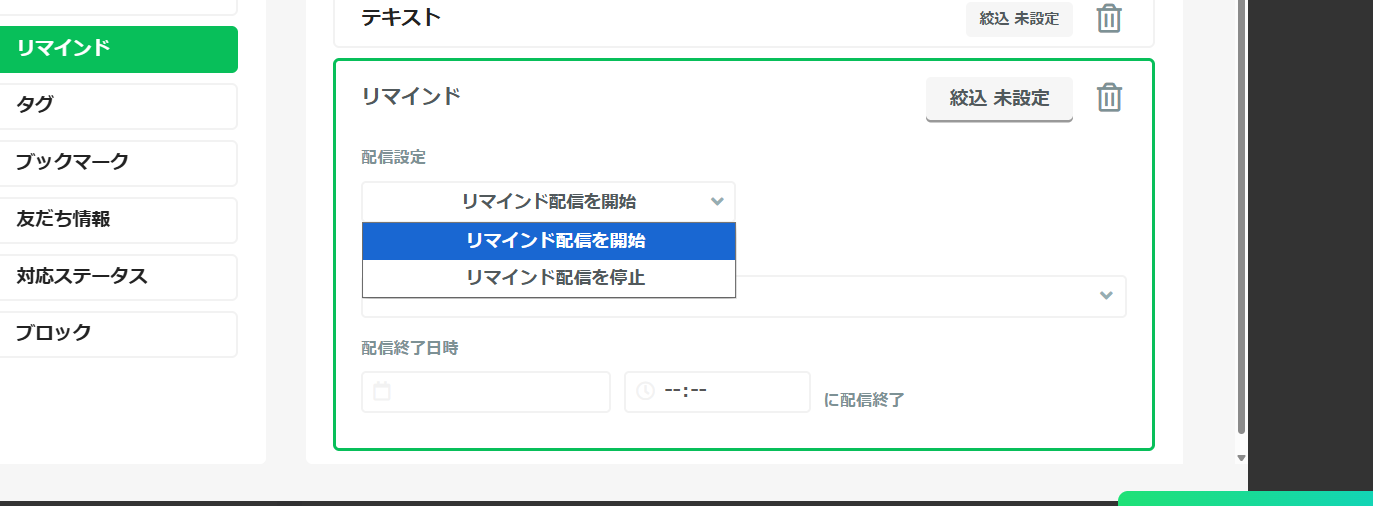 リマインド
タグ
ブックマーク
友だち情報
対応ステータス
ブロック
テキスト
絞込 未設定
リマインド
絞込 未設定
配信設定
リマインド配信を開始
リマインド配信を開始
リマインド配信を停止
配信終了日時
--:--
に配信終了